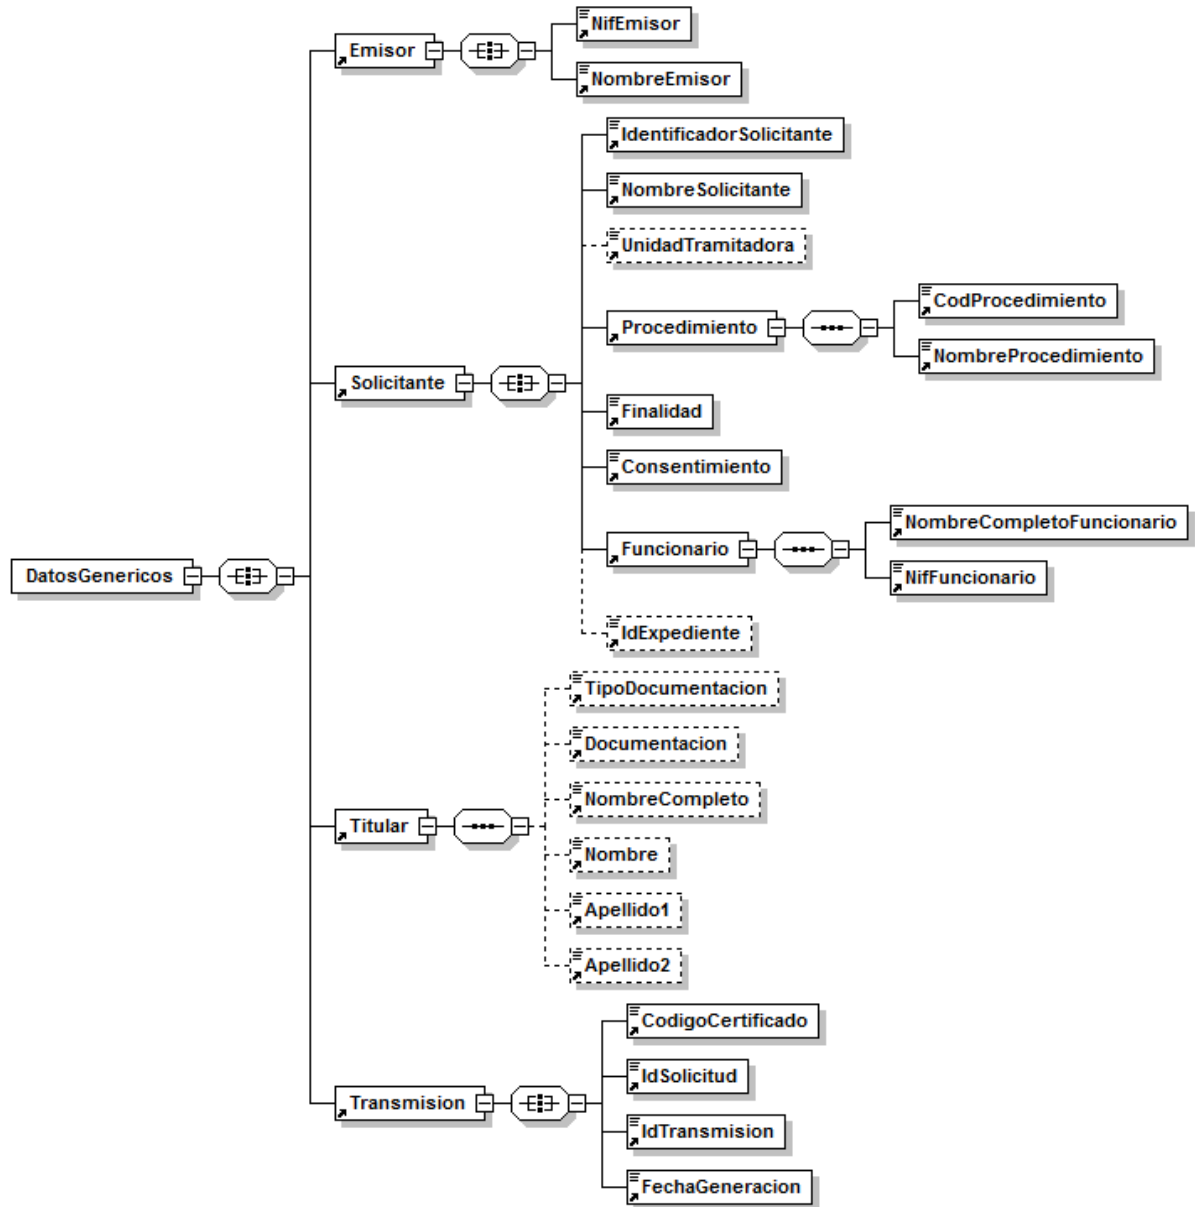 Emisor
NifEmisor
NombreEmisor
IdentificadorSolicitante
NombreSolicitante
UnidadTramitadora
Procedimiento
CodProcedimiento
NombreProcedimiento
Solicitante
Finalidad
Consentimiento
Funcionario
NombreCompletoFuncionario
NifFuncionario
DatosGenericos
IdExpediente
TipoDocumentacion
Documentacion
NombreCompleto
Titular
Nombre
Apellido1
Apellido2
CodigoCertificado
IdSolicitud
Transmision
IdTransmision
FechaGeneracion